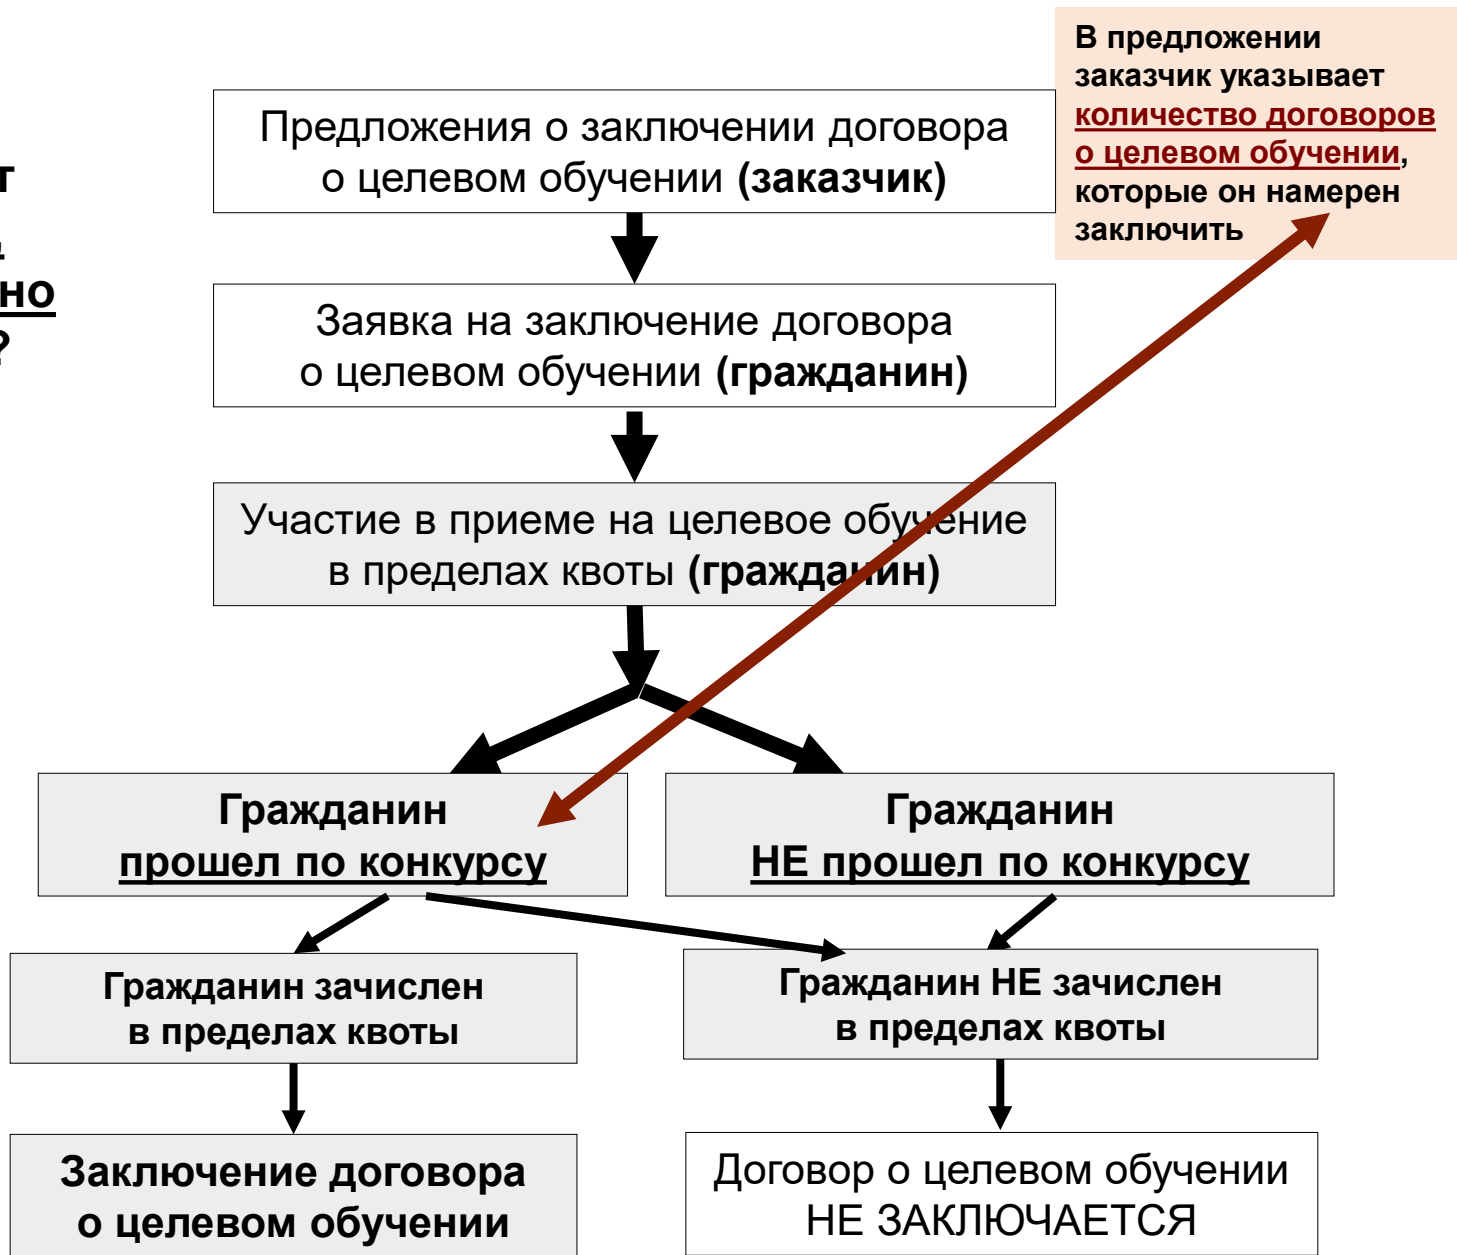 В предложении
заказчик указывает
количество договоров
о целевом обучении,
которые он намерен
заключить
Предложения о заключении договора
о целевом обучении (заказчик)
но
?
Заявка на заключение договора
о целевом обучении (гражданин)
Участие в приеме на целевое обучение
в пределах квоты (гражданин)
Гражданин
прошел по конкурсу
Гражданин
НЕ прошел по конкурсу
Гражданин зачислен
в пределах квоты
Гражданин НЕ зачислен
в пределах квоты
Заключение договора
о целевом обучении
Договор о целевом обучении
НЕ ЗАКЛЮЧАЕТСЯ